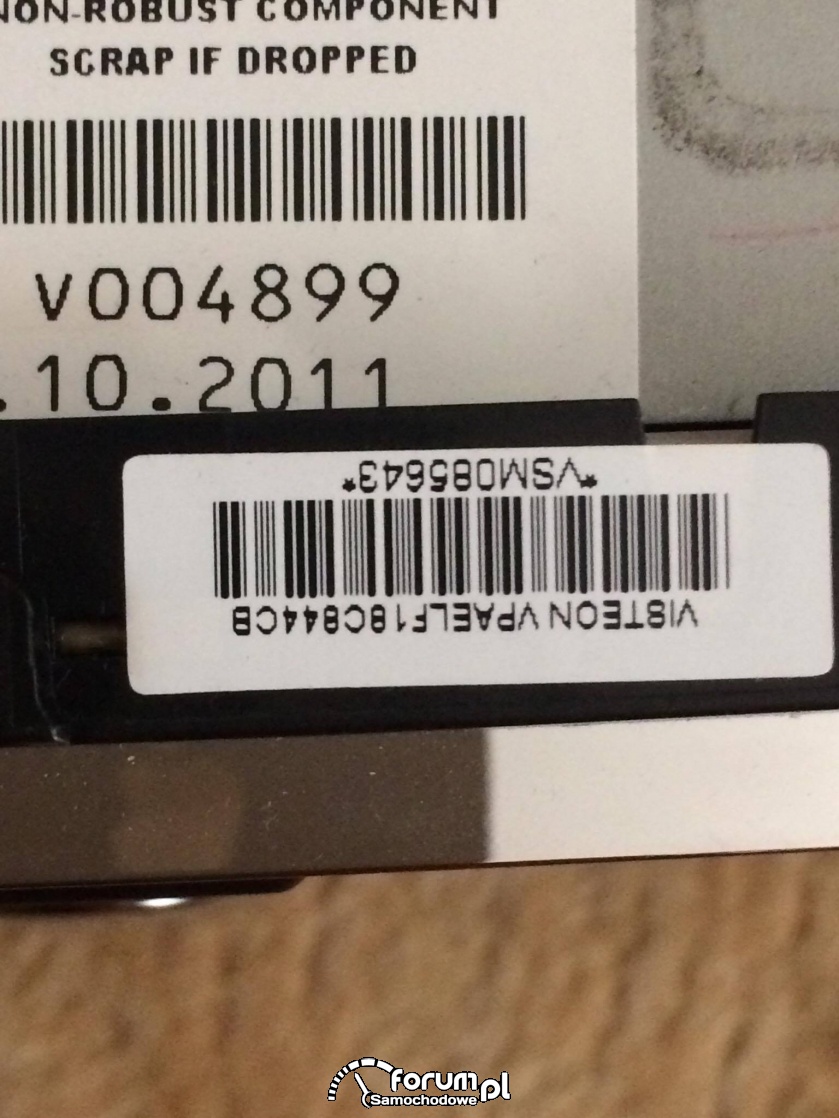 NON-ROBUST COMPONENT
SCRAP IF DROPPED
V004899
.10.2011
*VSM085643*
VISTEON VPAELF18C844CB
forum.pl
Samochodowe